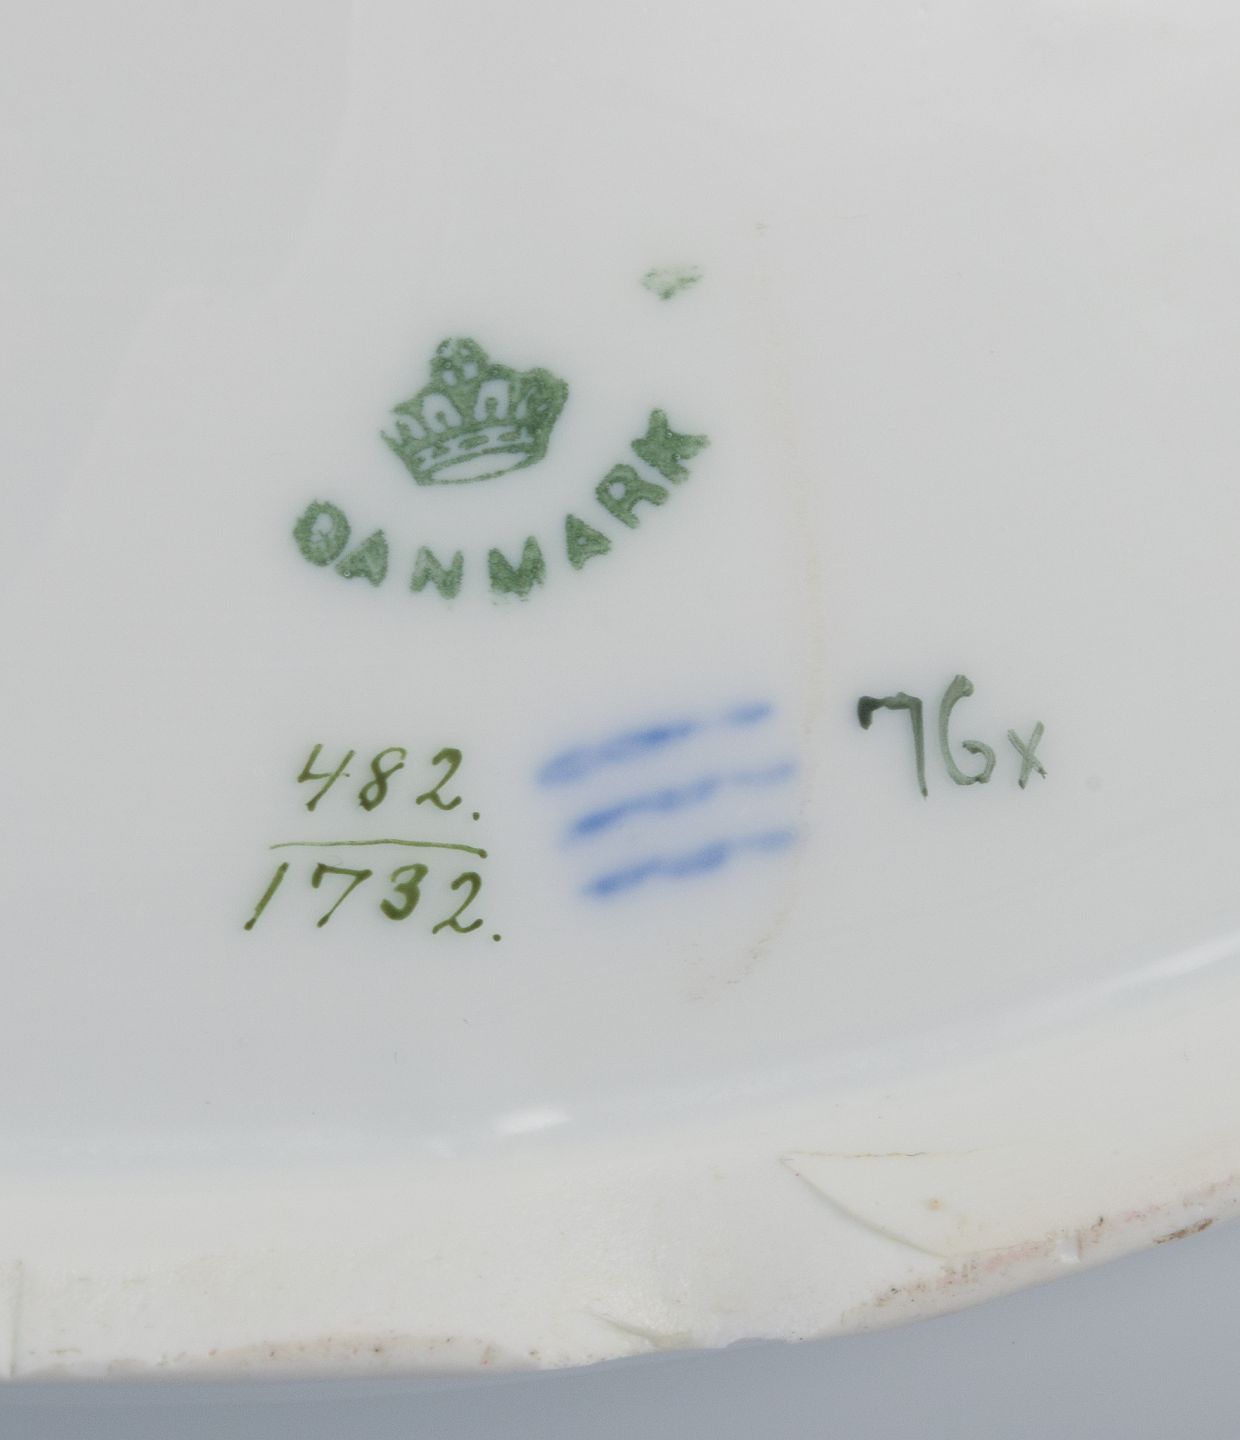 DANMARK
482.
1732.
76x